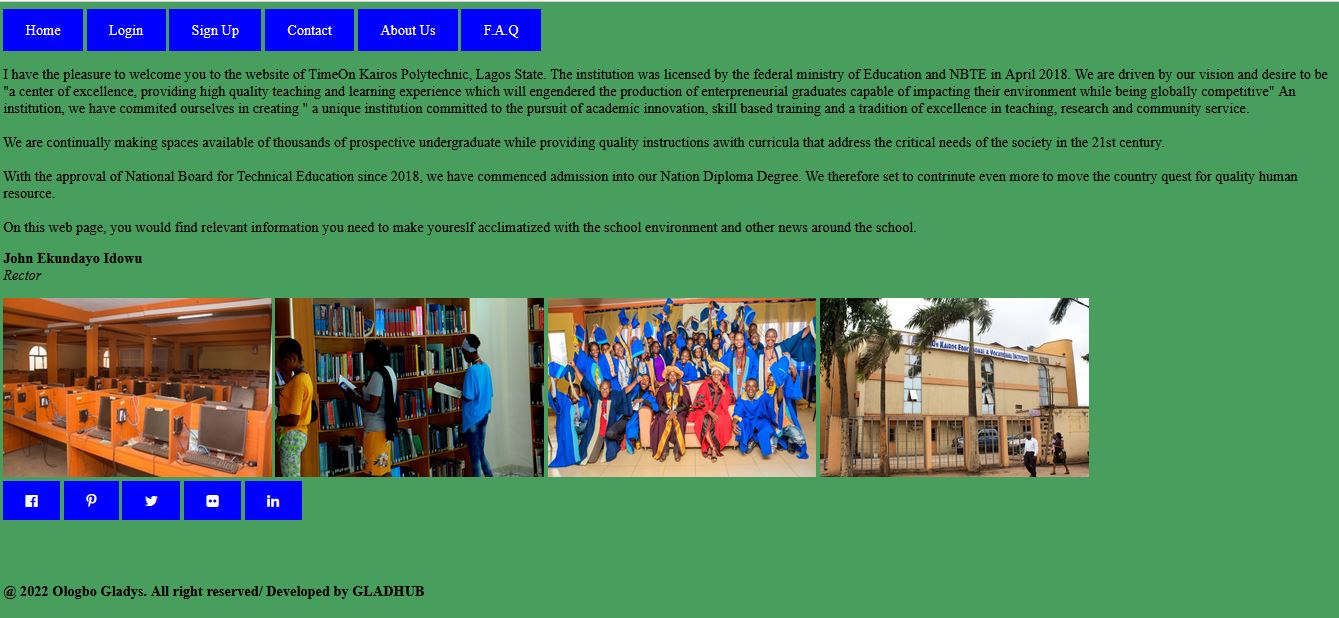 Home Login Sign Up Contact About Us F.A.Q
I have the pleasure to welcome you to the website of TimeOn Kairos Polytechnic, Lagos State. The institution was licensed by the federal ministry of Education and NBTE in April 2018. We are driven by our vision and desire to be
"a center of excellence, providing high quality teaching and learning experience which will engendered the production of enterpreneurial graduates capable of impacting their environment while being globally competitive" An
institution, we have commited ourselves in creating " a unique institution committed to the pursuit of academic innovation, skill based training and a tradition of excellence in teaching, research and community service.
We are continually making spaces available of thousands of prospective undergraduate while providing quality instructions awith curricula that address the critical needs of the society in the 21st century.
With the approval of National Board for Technical Education since 2018, we have commenced admission into our Nation Diploma Degree. We therefore set to contrinute even more to move the country quest for quality human
resource.
On this web page, you would find relevant information you need to make youreslf acclimatized with the school environment and other news around the school.
John Ekundayo Idowu
Rector
On Kairos Educational & Vocational Institute
@ 2022 Ologbo Gladys. All right reserved/ Developed by GLADHUB